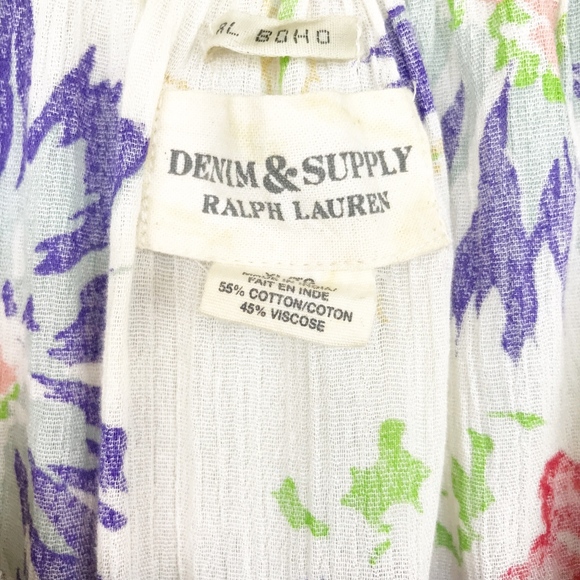 RL BOHO
DENIM & SUPPLY
RALPH LAUREN
FAIT EN INDE
55% COTTON/COTON
45% VISCOSE